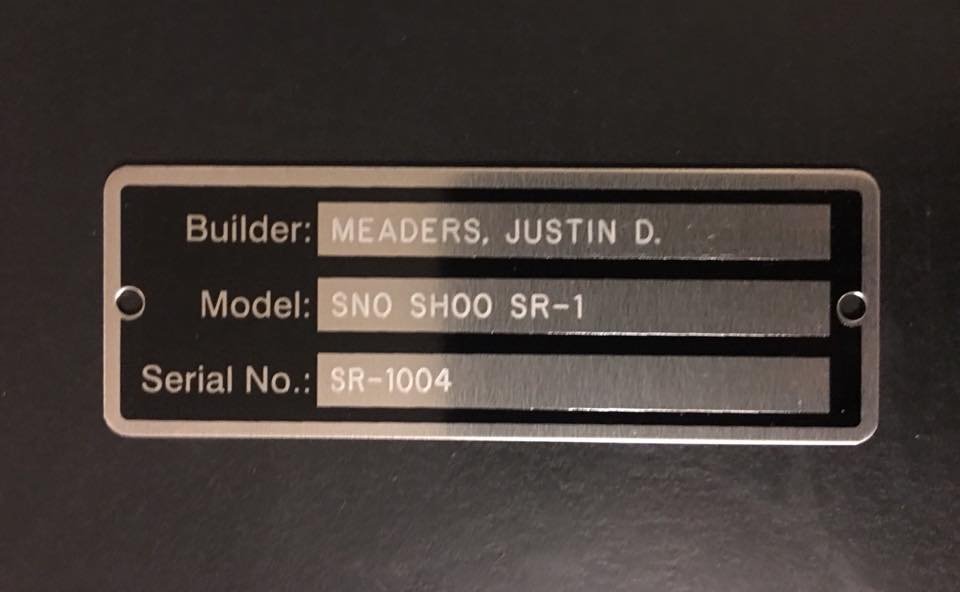 Builder: MEADERS, JUSTIN D.
Model: SNO SHOO SR-1
Serial No.: SR-1004